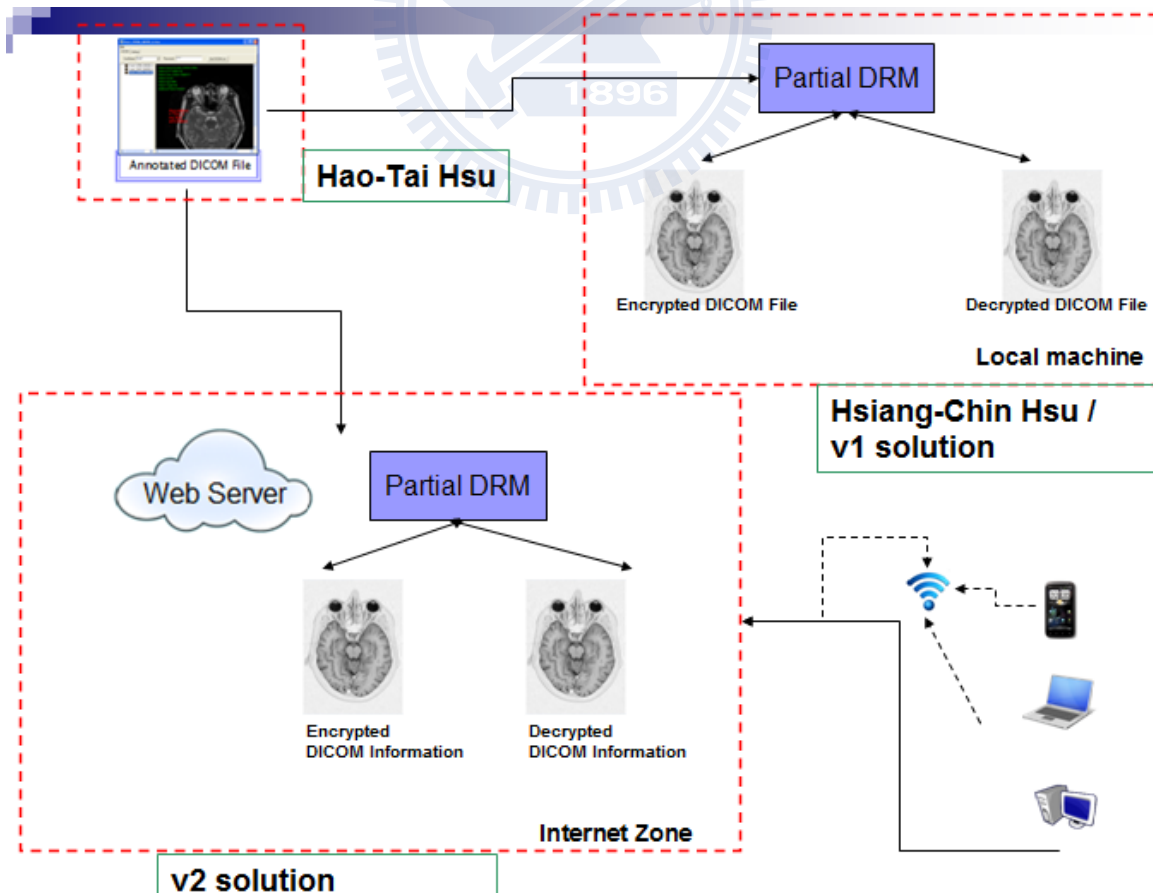 Annotated DICOM File
Hao-Tai Hsu
1896
Partial DRM
Encrypted DICOM File
Decrypted DICOM File
Local machine
Hsiang-Chin Hsu /
v1 solution
Web Server
Partial DRM
Encrypted
DICOM Information
Decrypted
DICOM Information
Internet Zone
v2 solution